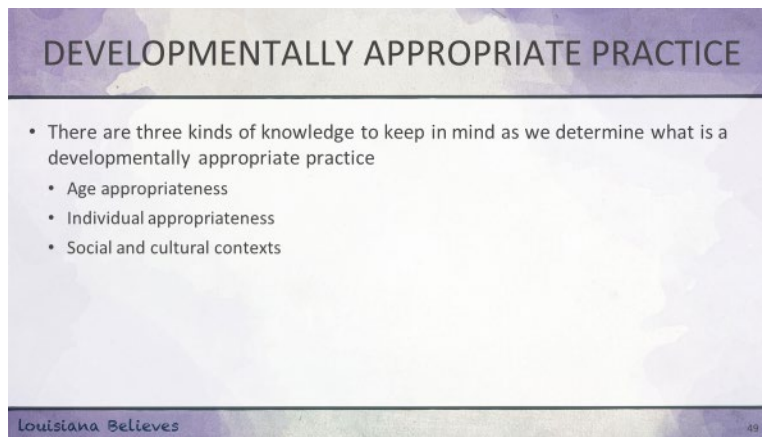 DEVELOPMENTALLY APPROPRIATE PRACTICE
• There are three kinds of knowledge to keep in mind as we determine what is a
developmentally appropriate practice
• Age appropriateness
• Individual appropriateness
• Social and cultural contexts
Louisiana Believes
49